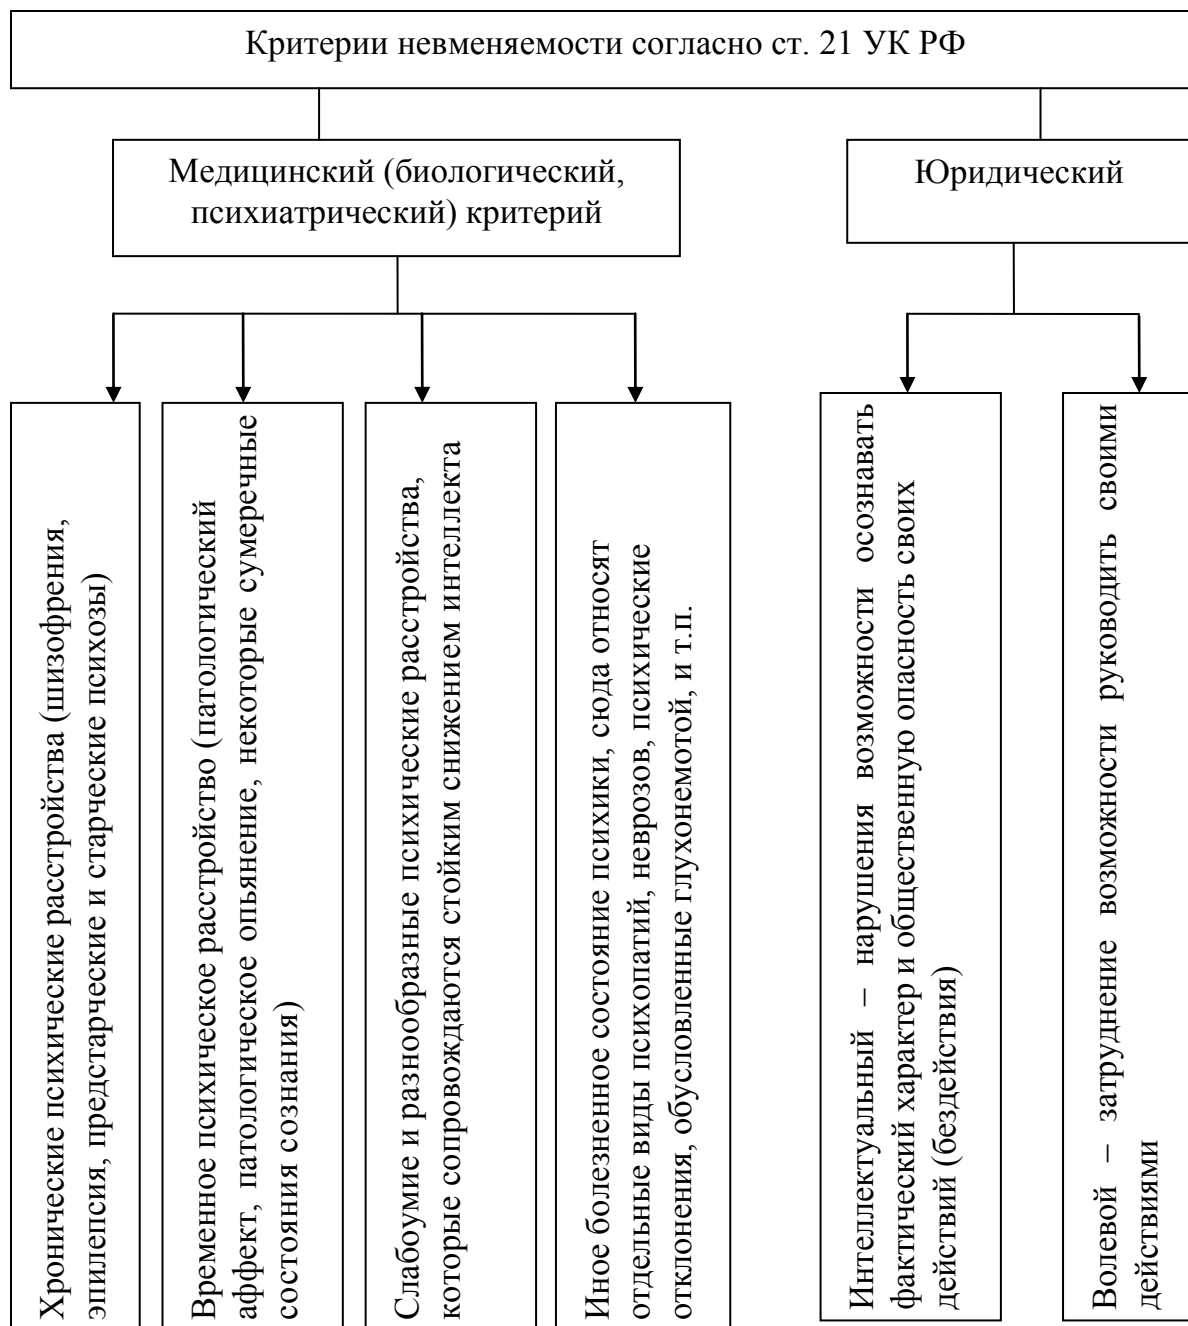 Критерии невменяемости согласно ст. 21 УК РФ
Медицинский (биологический,
психиатрический) критерий
Юридический
Хронические психические расстройства (шизофрения,
эпилепсия, предстарческие и старческие психозы)
Временное психическое расстройство (патологический
аффект, патологическое опьянение, некоторые сумеречные
состояния сознания)
Слабоумие и разнообразные психические расстройства,
которые сопровождаются стойким снижением интеллекта
Иное болезненное состояние психики, сюда относят
отдельные виды психопатий, неврозов, психические
отклонения, обусловленные глухонемотой, и т.п.
Интеллектуальный – нарушения возможности осознавать
фактический характер и общественную опасность своих
действий (бездействия)
Волевой – затруднение возможности руководить своими
действиями